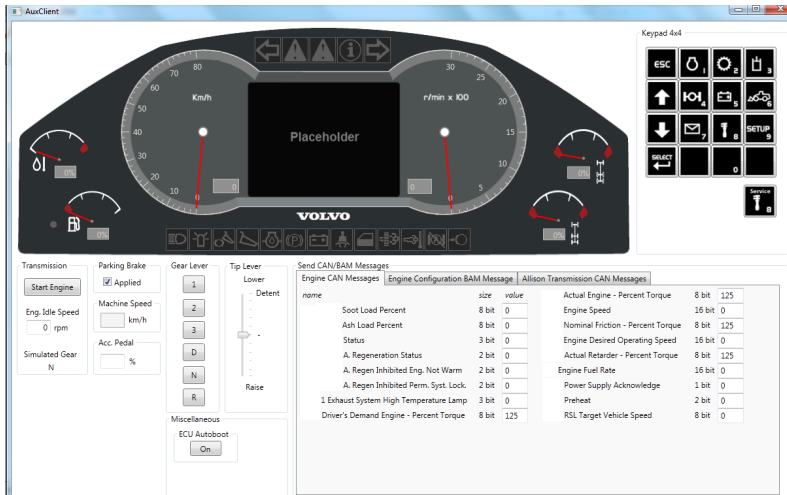 AuxClient
Keypad 4x4
ESC 1 2 3
4 5 6
7 8 SETUP 9
SELECT 0
Service 8
80
70
60
50
40
30
20
10
0
Km/h
0
Placeholder
30
25
20
15
5
0
r/min x 100
0
0%
0%
0%
0%
VOLVO
Transmission
Start Engine
Eng. Idle Speed
0 rpm
Simulated Gear
N
Parking Brake
Applied
Machine Speed
km/h
Acc. Pedal
%
Gear Lever
1
2
3
D
N
R
Tip Lever
Lower
Detent
-
Raise
Miscellaneous
ECU Autoboot
On
Send CAN/BAM Messages
Engine CAN Messages Engine Configuration BAM Message Allison Transmission CAN Messages
name size value
Soot Load Percent 8 bit 0
Ash Load Percent 8 bit 0
Status 3 bit 0
A. Regeneration Status 2 bit 0
A. Regen Inhibited Eng. Not Warm 2 bit 0
A. Regen Inhibited Perm. Syst. Lock. 2 bit 0
1 Exhaust System High Temperature Lamp 3 bit 0
Driver's Demand Engine - Percent Torque 8 bit 125
Actual Engine - Percent Torque 8 bit 125
Engine Speed 16 bit 0
Nominal Friction - Percent Torque 8 bit 125
Engine Desired Operating Speed 16 bit 0
Actual Retarder - Percent Torque 8 bit 125
Engine Fuel Rate 16 bit 0
Power Supply Acknowledge 1 bit 0
Preheat 2 bit 0
RSL Target Vehicle Speed 8 bit 0